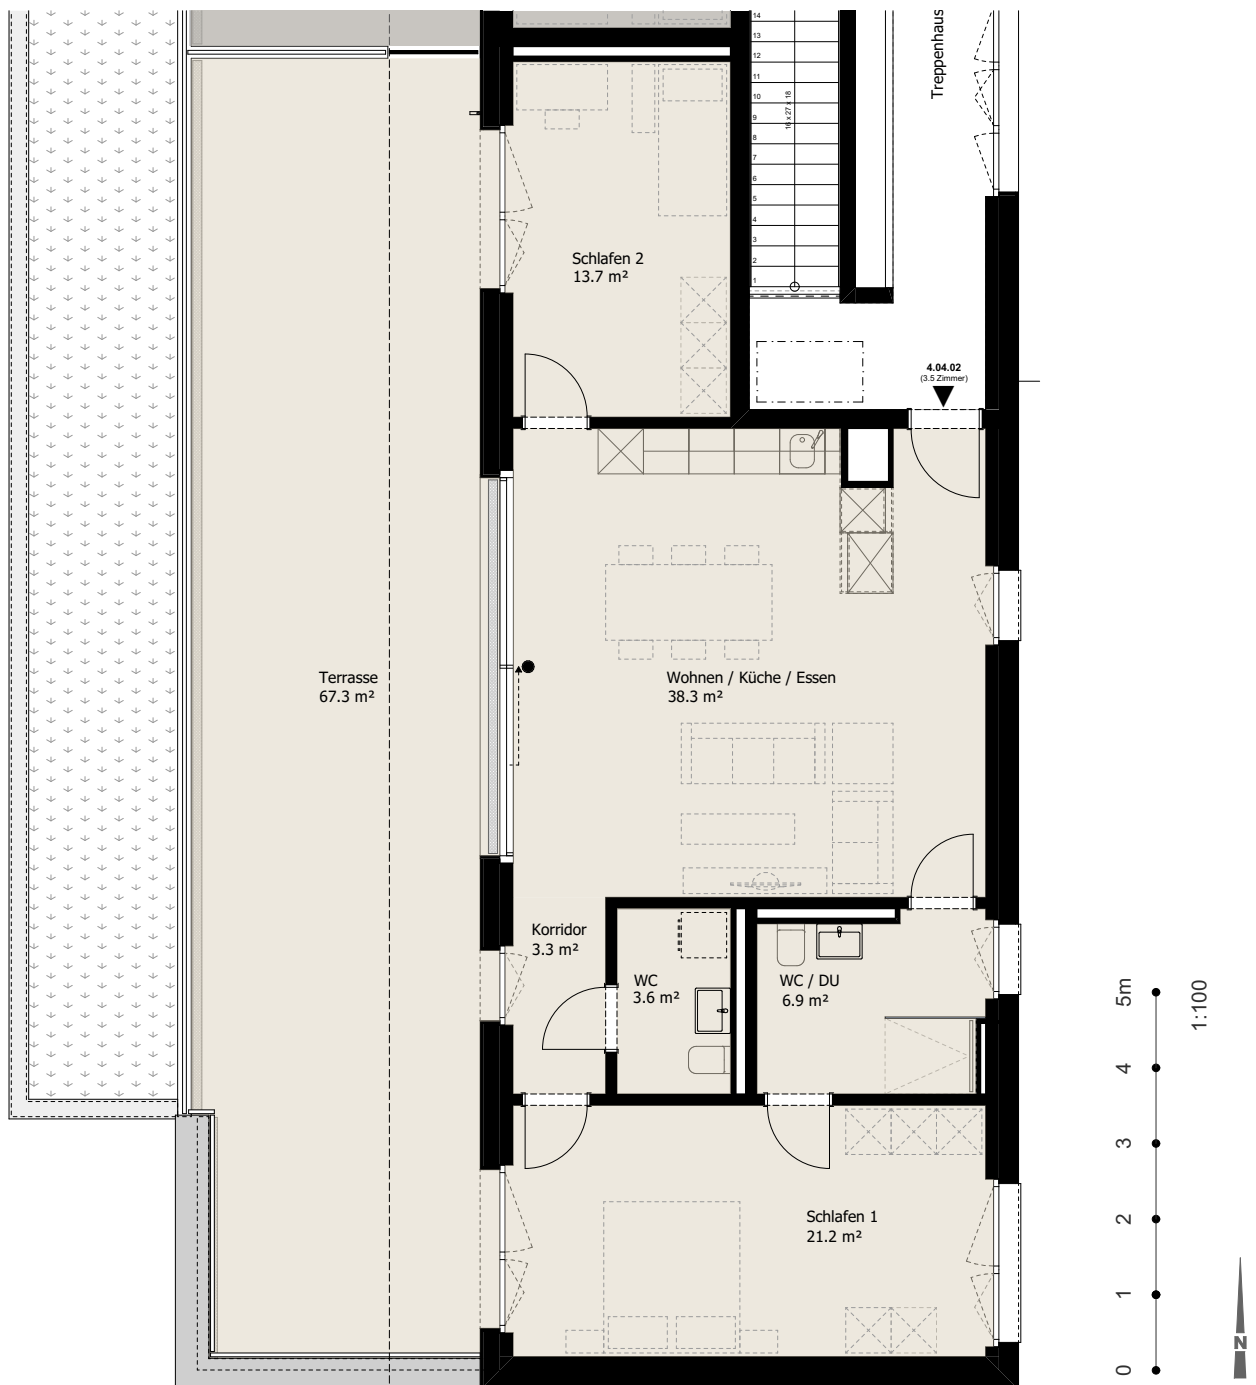 14
13
12
11
10
9
8
7
6
5
4
3
2
1
16 x 27 x 18
Treppenhaus
Schlafen 2
13.7 m²
4.04.02
(3.5 Zimmer)
Terrasse
67.3 m²
Wohnen / Küche / Essen
38.3 m²
Korridor
3.3 m²
WC
3.6 m²
WC / DU
6.9 m²
Schlafen 1
21.2 m²
5m
4
3
2
1
0
1:100
N